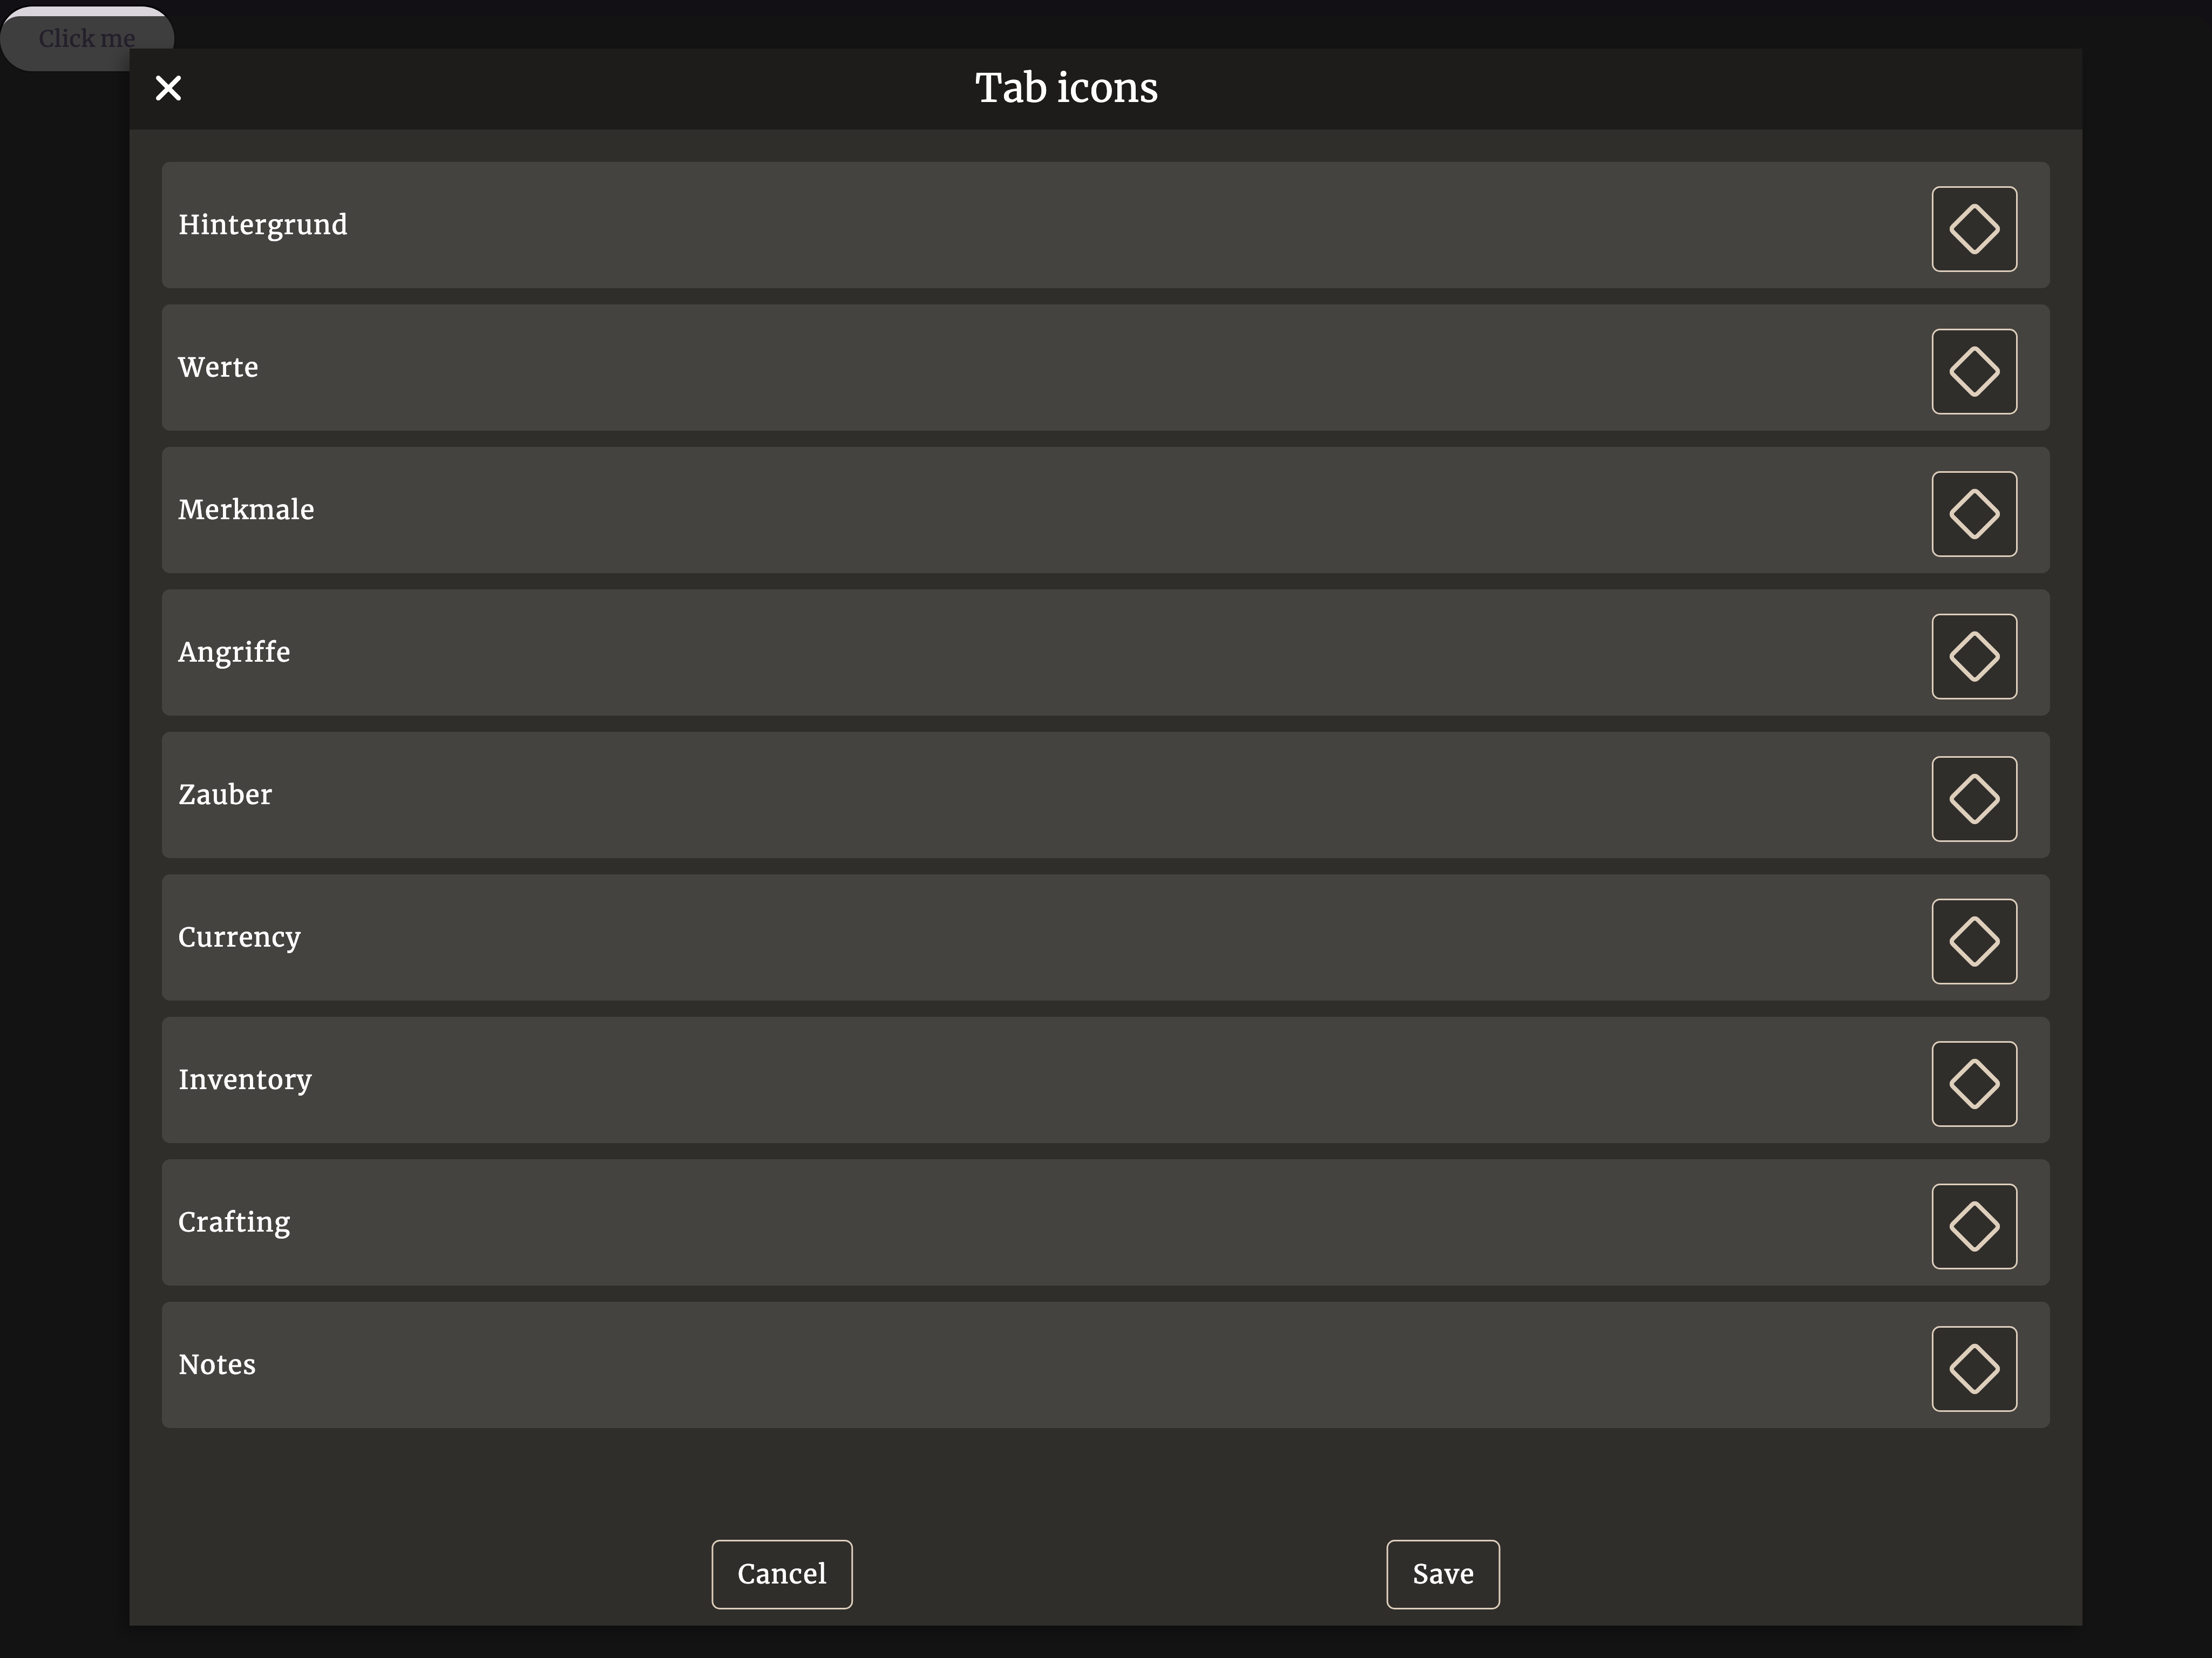 Click me
Tab icons
Hintergrund
Werte
Merkmale
Angriffe
Zauber
Currency
Inventory
Crafting
Notes
Cancel
Save